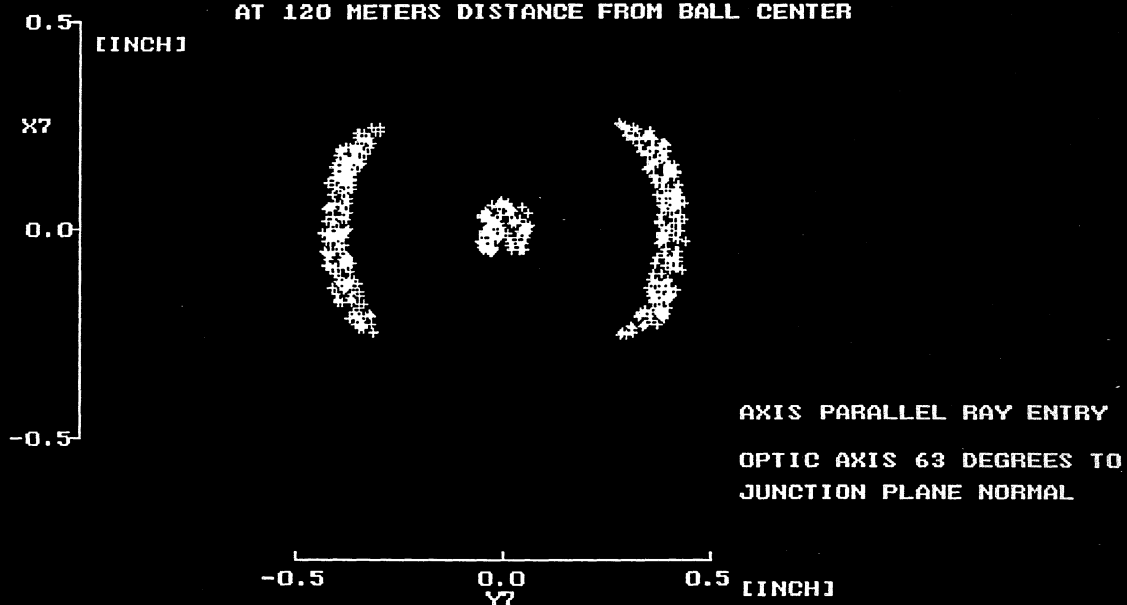 AT 120 METERS DISTANCE FROM BALL CENTER
0.5
[INCH]
X7
0.0
-0.5
AXIS PARALLEL RAY ENTRY
OPTIC AXIS 63 DEGREES TO
JUNCTION PLANE NORMAL
-0.5 0.0 0.5 [INCH]
Y7